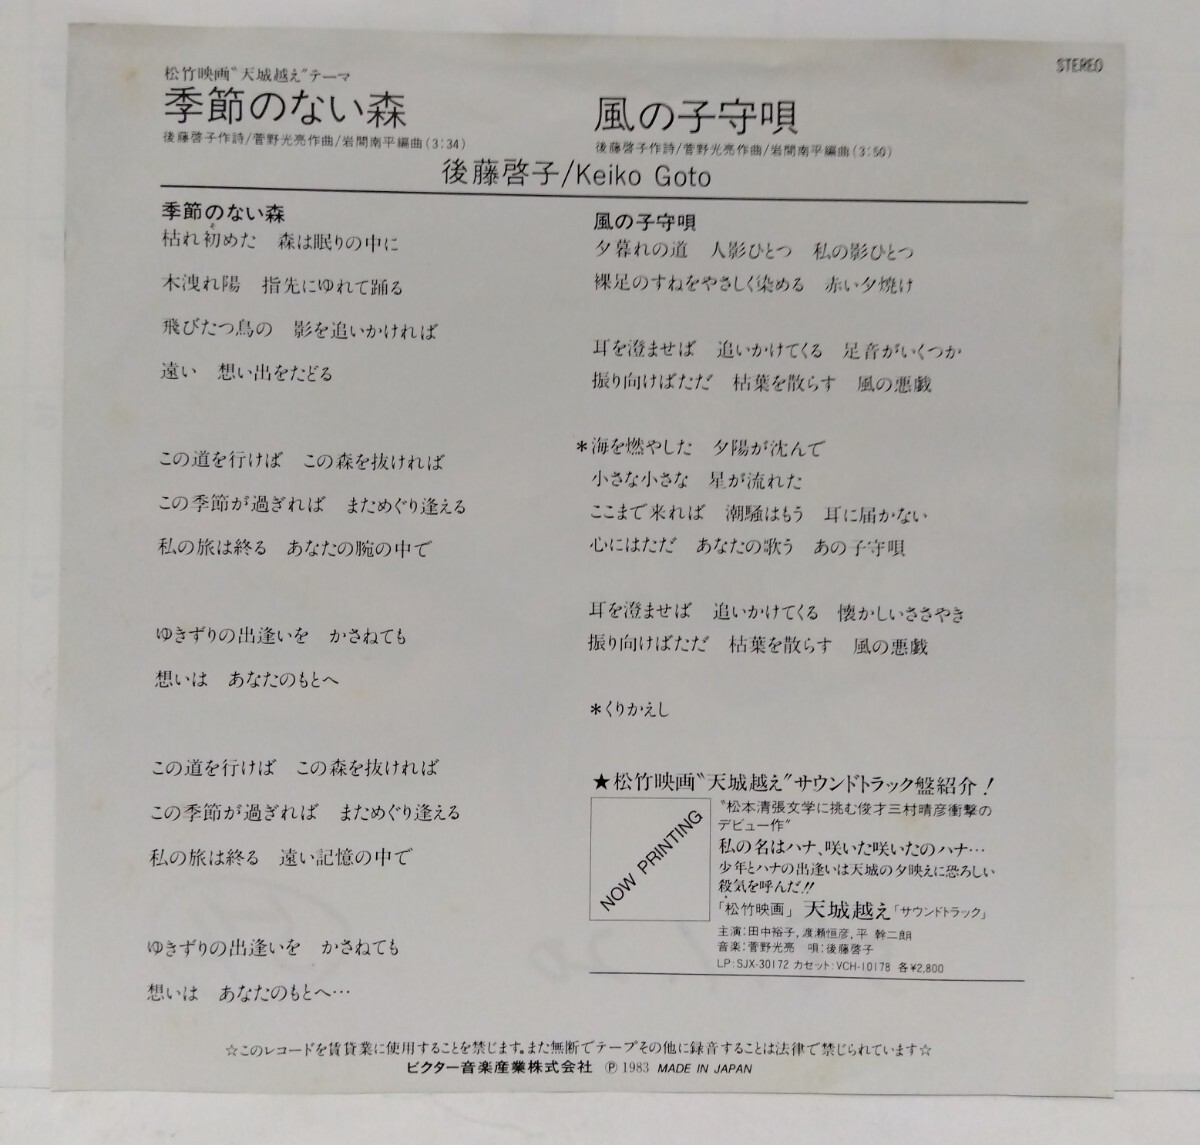 STEREO
松竹映画“天城越え”テーマ
季節のない森
後藤啓子作詩/菅野光亮作曲/岩間南平編曲(3:34)
風の子守唄
後藤啓子作詩/菅野光亮作曲/岩間南平編曲(3:50)
後藤啓子/Keiko Goto
季節のない森
枯れ初めた　森は眠りの中に
木洩れ陽　指先にゆれて踊る
飛びたつ鳥の　影を追いかければ
遠い　想い出をたどる
この道を行けば　この森を抜ければ
この季節が過ぎれば　まためぐり逢える
私の旅は終る　あなたの腕の中で
ゆきずりの出逢いを　かさねても
想いは　あなたのもとへ
この道を行けば　この森を抜ければ
この季節が過ぎれば　まためぐり逢える
私の旅は終る　遠い記憶の中で
ゆきずりの出逢いを　かさねても
想いは　あなたのもとへ…
風の子守唄
夕暮れの道　人影ひとつ　私の影ひとつ
裸足のすねをやさしく染める　赤い夕焼け
耳を澄ませば　追いかけてくる　足音がいくつか
振り向けばただ　枯葉を散らす　風の悪戯
＊海を燃やした　夕陽が沈んで
小さな小さな　星が流れた
ここまで来れば　潮騒はもう　耳に届かない
心にはただ　あなたの歌う　あの子守唄
耳を澄ませば　追いかけてくる　懐かしいささやき
振り向けばただ　枯葉を散らす　風の悪戯
＊くりかえし
★松竹映画“天城越え”サウンドトラック盤紹介！
NOW PRINTING
“松本清張文学に挑む俊才三村晴彦衝撃の
デビュー作”
私の名はハナ、咲いた咲いたのハナ…
少年とハナの出逢いは天城の夕映えに恐ろしい
殺気を呼んだ!!
「松竹映画」天城越え「サウンドトラック」
主演：田中裕子，渡瀬恒彦，平 幹二朗
音楽：菅野光亮　唄：後藤啓子
LP:SJX-30172 カセット:VCH-10178 各¥2,800
☆このレコードを賃貸業に使用することを禁じます。また無断でテープその他に録音することは法律で禁じられています☆
ビクター音楽産業株式会社 ℗ 1983 MADE IN JAPAN